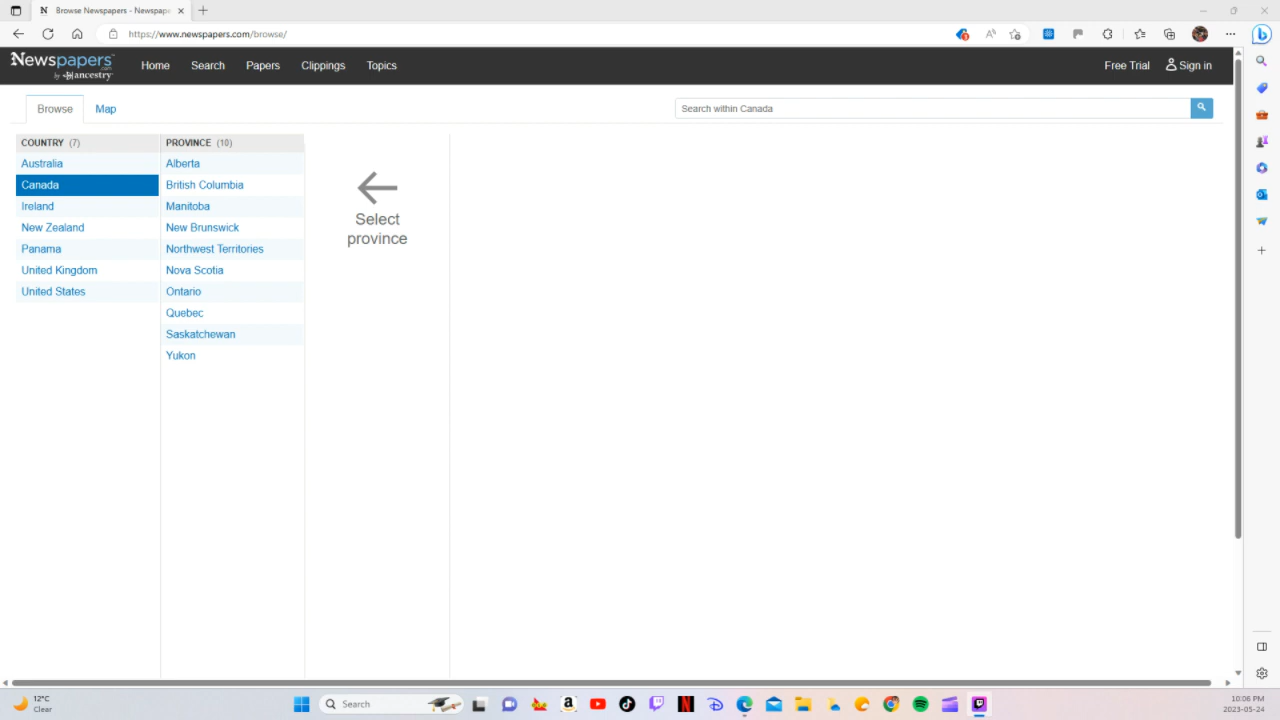 Browse Newspapers - Newspape
https://www.newspapers.com/browse/
Newspapers.com™
by ancestry
Home Search Papers Clippings Topics
Free Trial Sign in
Browse Map
Search within Canada
COUNTRY (7)
Australia
Canada
Ireland
New Zealand
Panama
United Kingdom
United States
PROVINCE (10)
Alberta
British Columbia
Manitoba
New Brunswick
Northwest Territories
Nova Scotia
Ontario
Quebec
Saskatchewan
Yukon
Select
province
12°C
Clear
Search
10:06 PM
2023-05-24